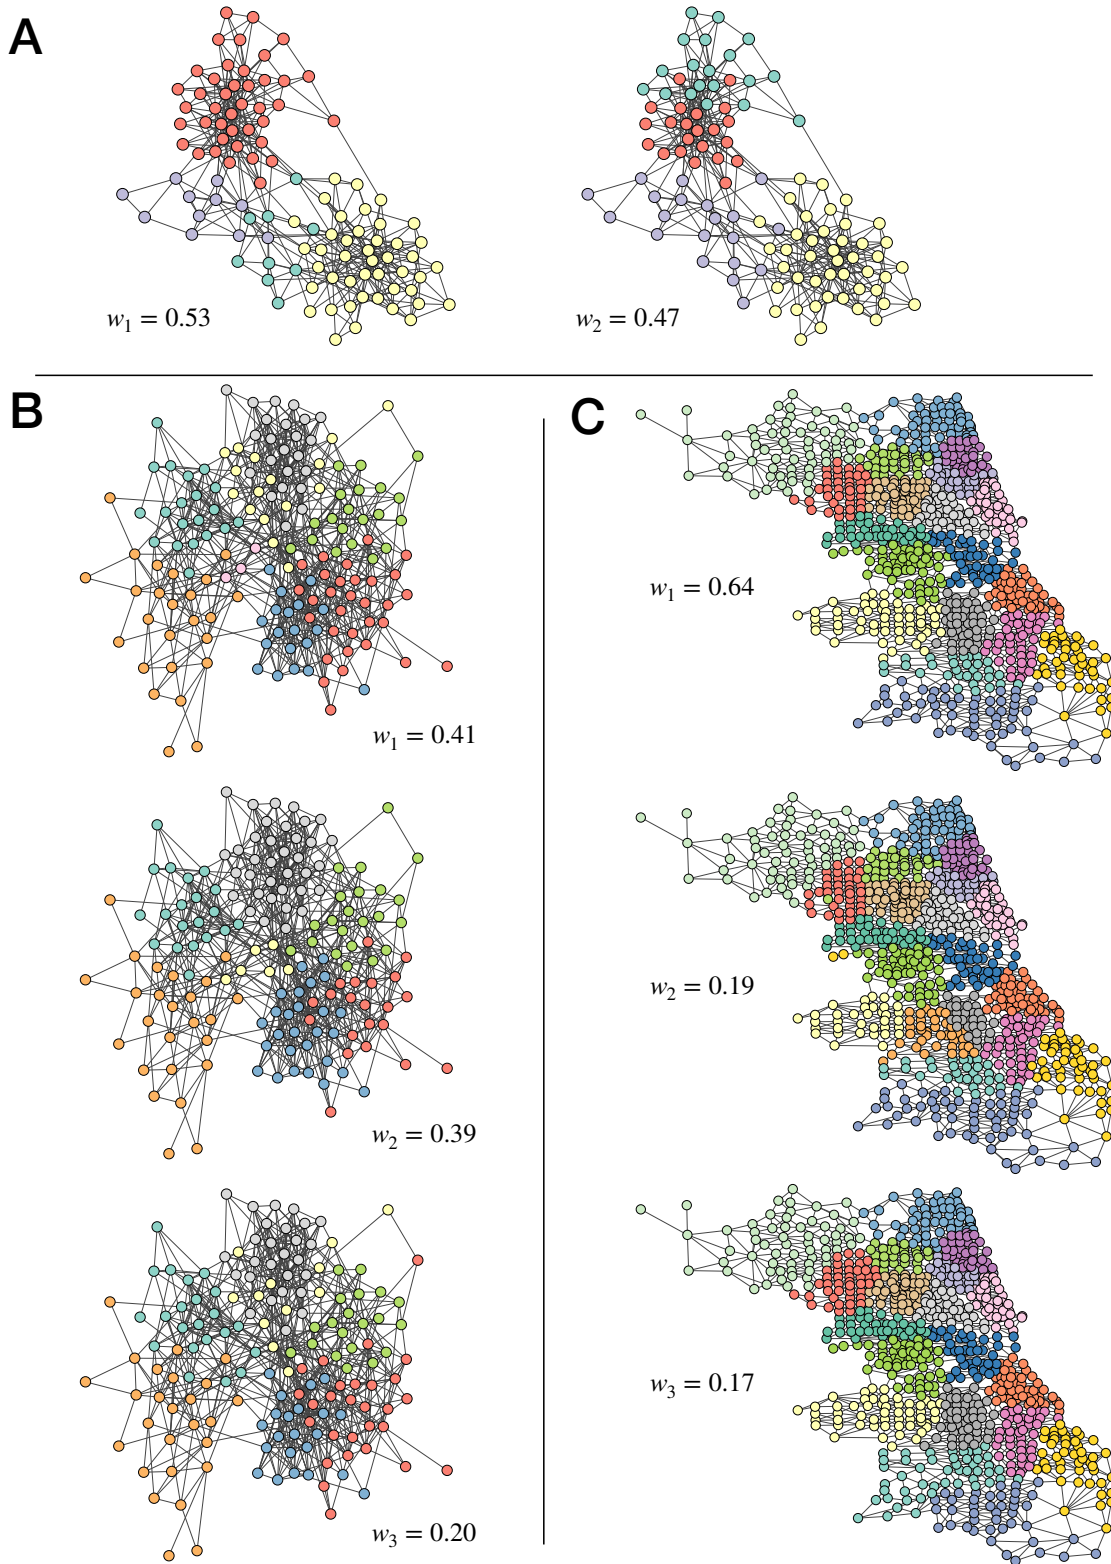 A
w₁ = 0.53
w₂ = 0.47
B
w₁ = 0.41
w₂ = 0.39
w₃ = 0.20
C
w₁ = 0.64
w₂ = 0.19
w₃ = 0.17